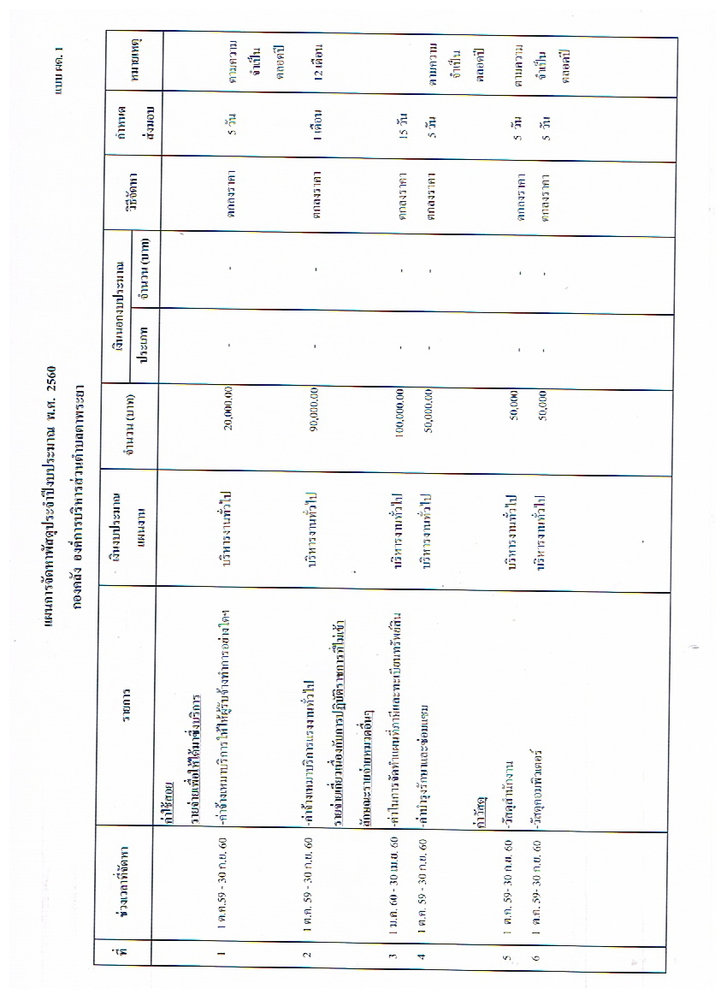 แบบ ผด. 1
แผนการจัดหาพัสดุประจำปีงบประมาณ พ.ศ. 2560
กองคลัง องค์การบริหารส่วนตำบลตาพระยา
ที่ ช่วงเวลาที่จัดหา รายการ เงินงบประมาณ จำนวน (บาท) เงินนอกงบประมาณ วิธีจัดหา กำหนด หมายเหตุ
แผนงาน ประเภท จำนวน (บาท) ส่งมอบ
ค่าใช้สอย
รายจ่ายเพื่อให้ได้มาซึ่งบริการ
1 1 ต.ค.59 - 30 ก.ย. 60 -ค่าจ้างเหมาบริการให้ให้ผู้รับจ้างทำการอย่างใดฯ บริหารงานทั่วไป 20,000.00 - - ตกลงราคา 5 วัน ตามความ
จำเป็น
ตลอดปี
2 1 ต.ค. 59 - 30 ก.ย. 60 -ค่าจ้างเหมาบริการแรงงานทั่วไป บริหารงานทั่วไป 90,000.00 - - ตกลงราคา 1 เดือน 12 เดือน
รายจ่ายเกี่ยวเนื่องกับการปฏิบัติราชการที่ไม่เข้า
ลักษณะรายจ่ายหมวดอื่นๆ
3 1 ม.ค. 60 - 30 เม.ย. 60 -ค่าในการจัดทำแผนที่ภาษีและทะเบียนทรัพย์สิน บริหารงานทั่วไป 100,000.00 - - ตกลงราคา 15 วัน
4 1 ต.ค. 59 - 30 ก.ย. 60 -ค่าบำรุงรักษาและซ่อมแซม บริหารงานทั่วไป 50,000.00 - - ตกลงราคา 5 วัน ตามความ
จำเป็น
ค่าวัสดุ ตลอดปี
5 1 ต.ค. 59- 30 ก.ย. 60 -วัสดุสำนักงาน บริหารงานทั่วไป 50,000 - - ตกลงราคา 5 วัน ตามความ
6 1 ต.ค. 59- 30 ก.ย. 60 -วัสดุคอมพิวเตอร์ บริหารงานทั่วไป 50,000 - - ตกลงราคา 5 วัน จำเป็น
ตลอดปี